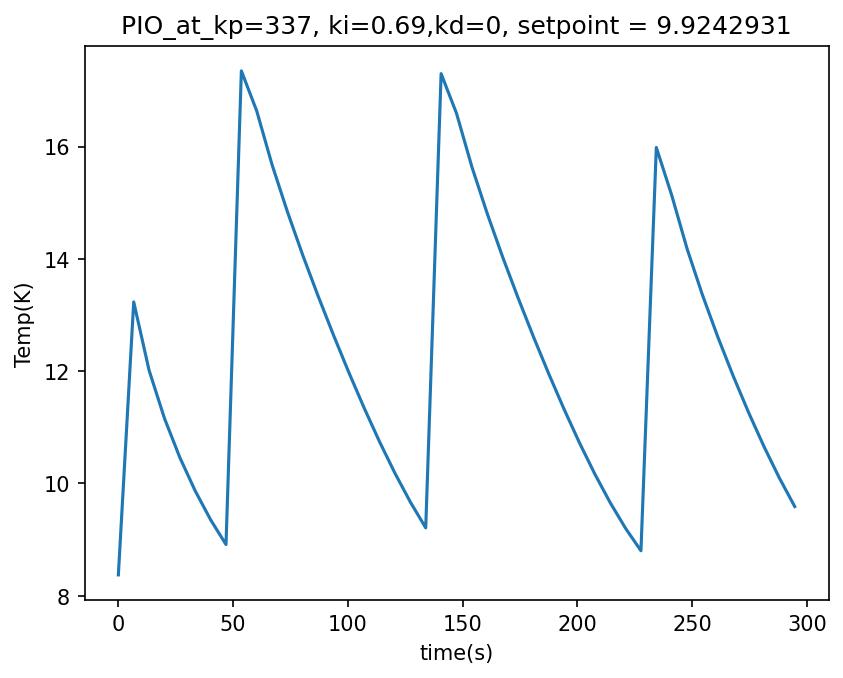 PIO_at_kp=337, ki=0.69,kd=0, setpoint = 9.9242931
16
14
12
10
8
Temp(K)
0 50 100 150 200 250 300
time(s)